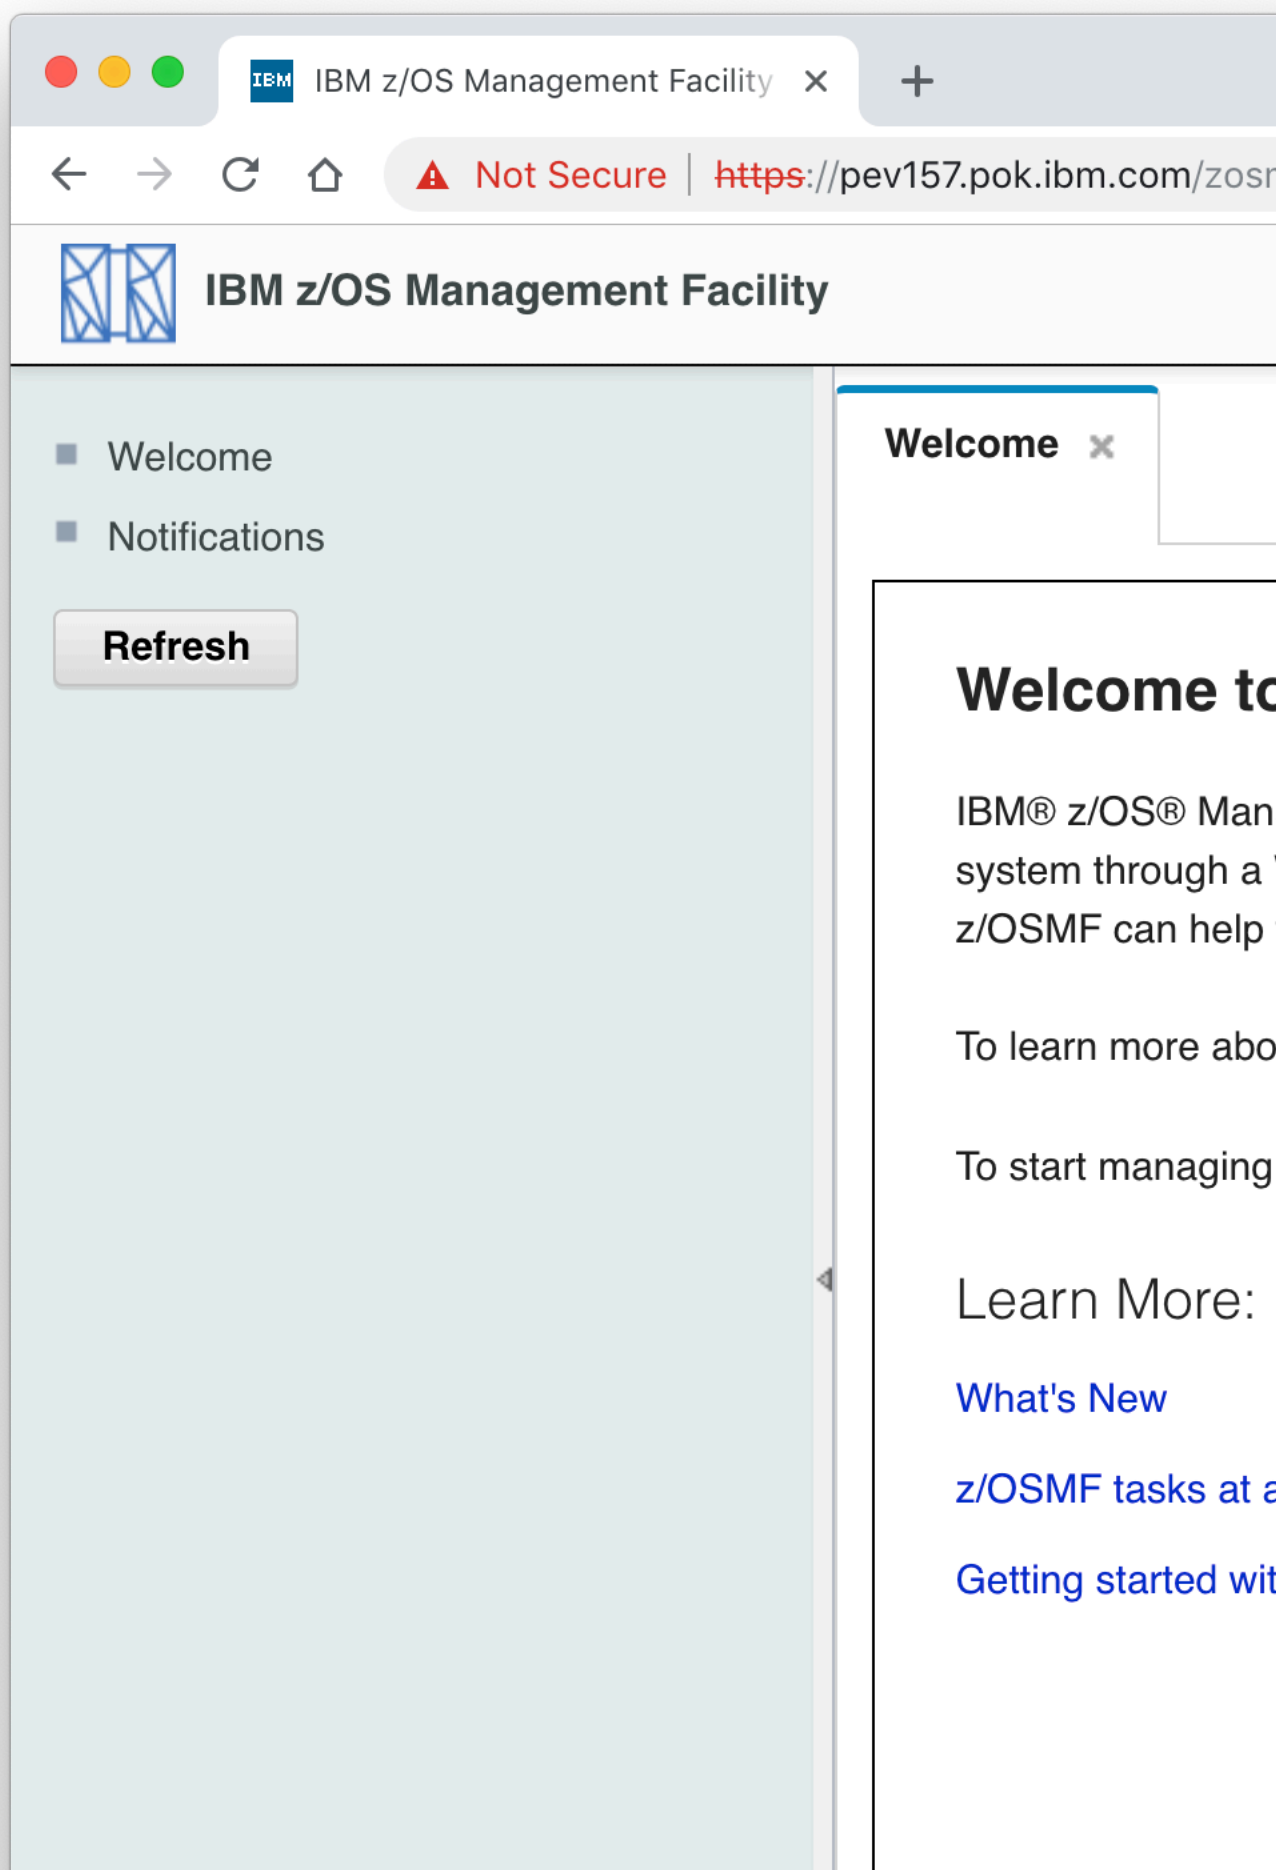 IBM
IBM z/OS Management Facility
Not Secure | https://pev157.pok.ibm.com/zosm
IBM z/OS Management Facility
Welcome
Notifications
Refresh
Welcome
Welcome to
IBM® z/OS® Man
system through a
z/OSMF can help
To learn more abo
To start managing
Learn More:
What's New
z/OSMF tasks at a
Getting started wit